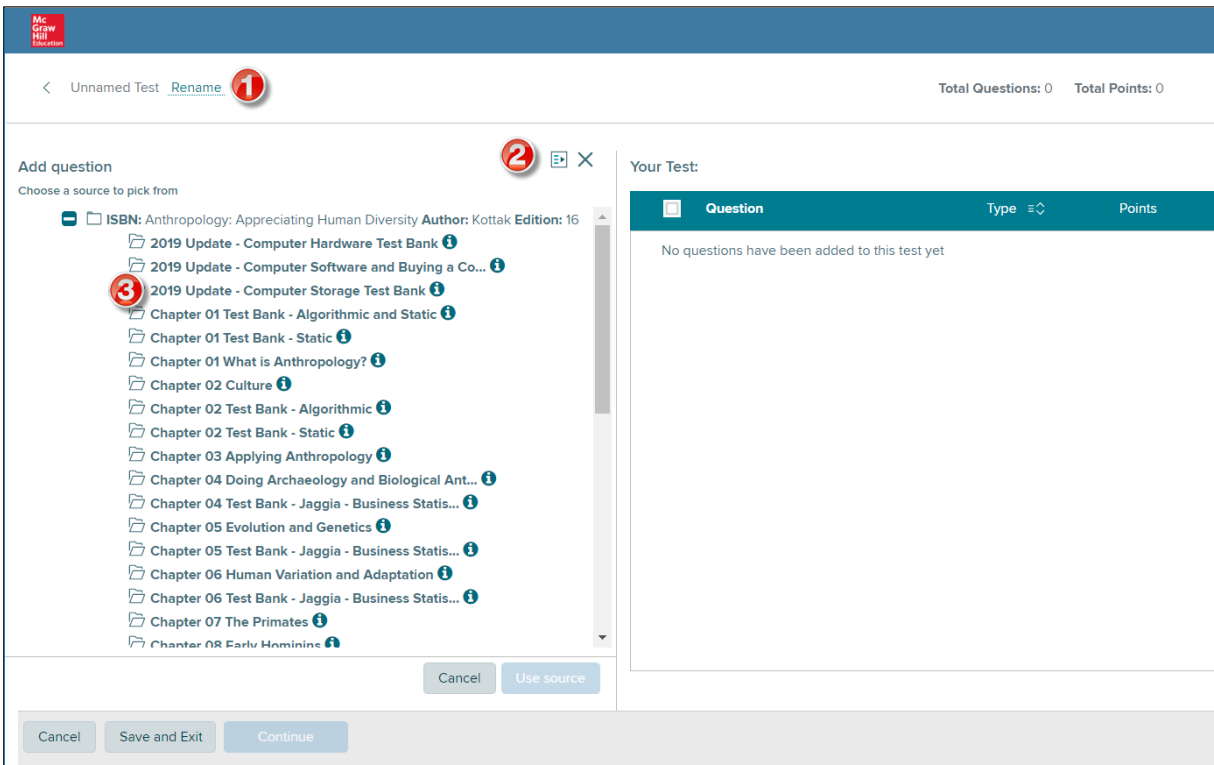 Mc
Graw
Hill
Education
Unnamed Test Rename 1 Total Questions: 0 Total Points: 0
2
Add question
Choose a source to pick from
ISBN: Anthropology: Appreciating Human Diversity Author: Kottak Edition: 16
2019 Update - Computer Hardware Test Bank
2019 Update - Computer Software and Buying a Co...
3 2019 Update - Computer Storage Test Bank
Chapter 01 Test Bank - Algorithmic and Static
Chapter 01 Test Bank - Static
Chapter 01 What is Anthropology?
Chapter 02 Culture
Chapter 02 Test Bank - Algorithmic
Chapter 02 Test Bank - Static
Chapter 03 Applying Anthropology
Chapter 04 Doing Archaeology and Biological Ant...
Chapter 04 Test Bank - Jaggia - Business Statis...
Chapter 05 Evolution and Genetics
Chapter 05 Test Bank - Jaggia - Business Statis...
Chapter 06 Human Variation and Adaptation
Chapter 06 Test Bank - Jaggia - Business Statis...
Chapter 07 The Primates
Chapter 08 Early Hominins
Cancel Use source
Your Test:
Question Type Points
No questions have been added to this test yet
Cancel Save and Exit Continue